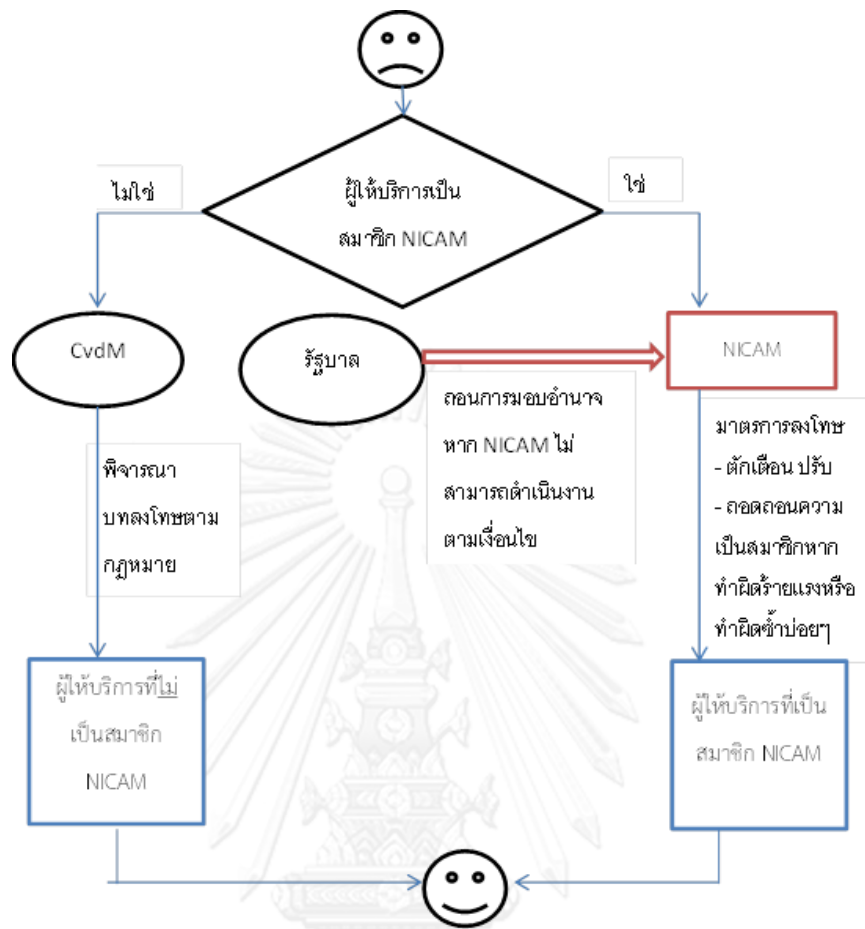 ผู้ให้บริการเป็น
สมาชิก NICAM
ไม่ใช่
ใช่
CvdM
รัฐบาล
NICAM
ถอนการมอบอำนาจ
หาก NICAM ไม่
สามารถดำเนินงาน
ตามเงื่อนไข
พิจารณา
บทลงโทษตาม
กฎหมาย
มาตรการลงโทษ
- ตักเตือน ปรับ
- ถอดถอนความ
เป็นสมาชิกหาก
ทำผิดร้ายแรงหรือ
ทำผิดซ้ำบ่อยๆ
ผู้ให้บริการที่ไม่
เป็นสมาชิก
NICAM
ผู้ให้บริการที่เป็น
สมาชิก NICAM